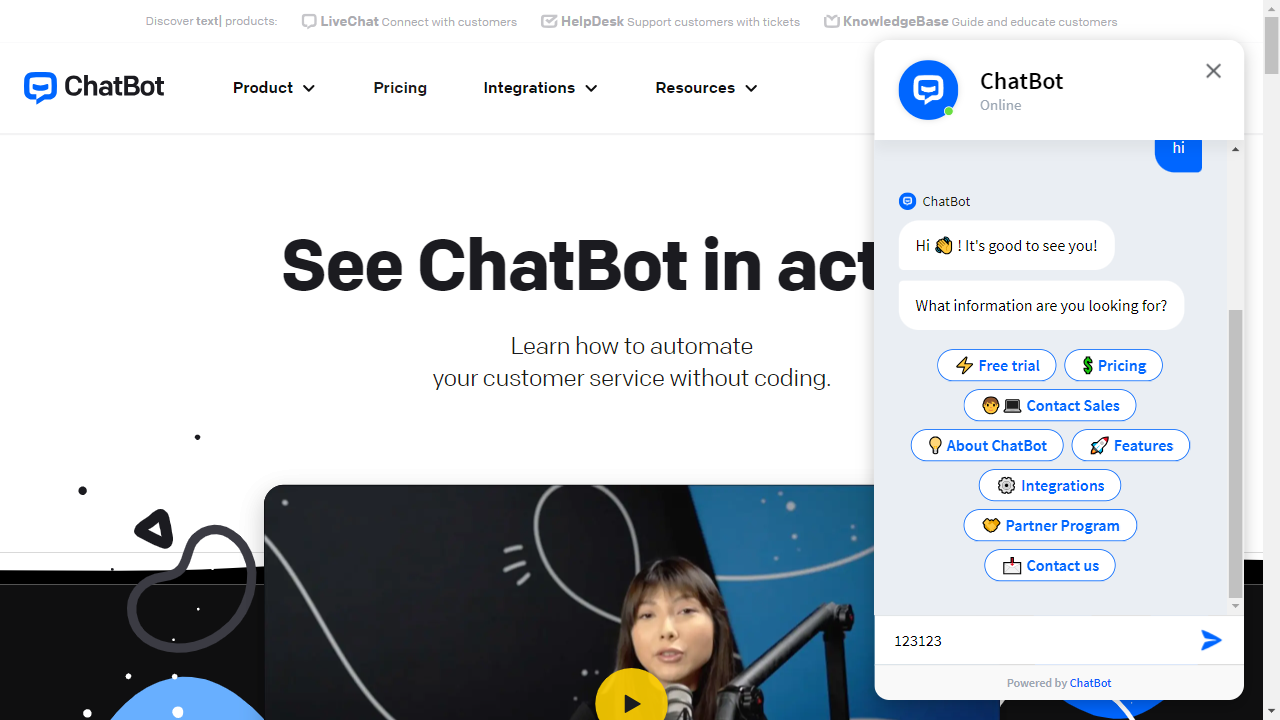 Discover text| products:
LiveChat Connect with customers
HelpDesk Support customers with tickets
KnowledgeBase Guide and educate customers
ChatBot
Product
Pricing
Integrations
Resources
See ChatBot in act
Learn how to automate
your customer service without coding.
ChatBot
Online
hi
ChatBot
Hi 👏 ! It's good to see you!
What information are you looking for?
⚡ Free trial
💲 Pricing
🧑💻 Contact Sales
💡 About ChatBot
🚀 Features
⚙️ Integrations
🤝 Partner Program
📩 Contact us
123123
Powered by ChatBot